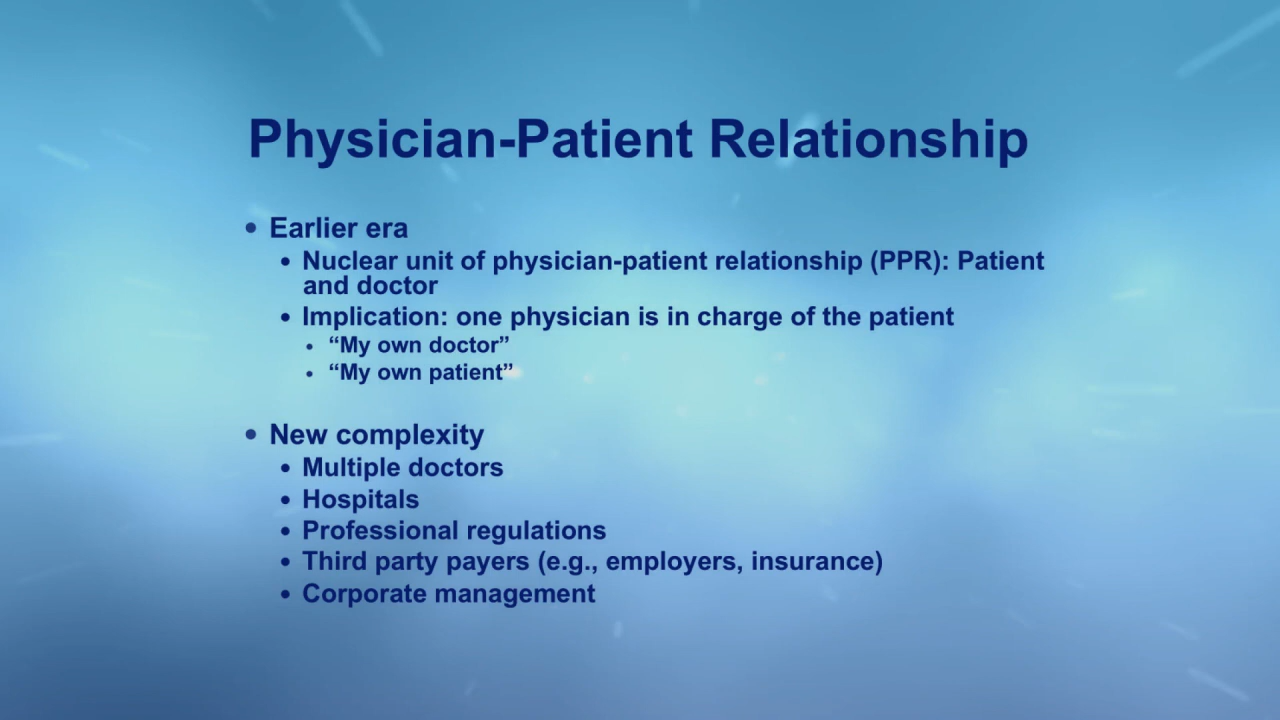 Physician-Patient Relationship
• Earlier era
• Nuclear unit of physician-patient relationship (PPR): Patient
and doctor
• Implication: one physician is in charge of the patient
• “My own doctor”
• “My own patient”
• New complexity
• Multiple doctors
• Hospitals
• Professional regulations
• Third party payers (e.g., employers, insurance)
• Corporate management